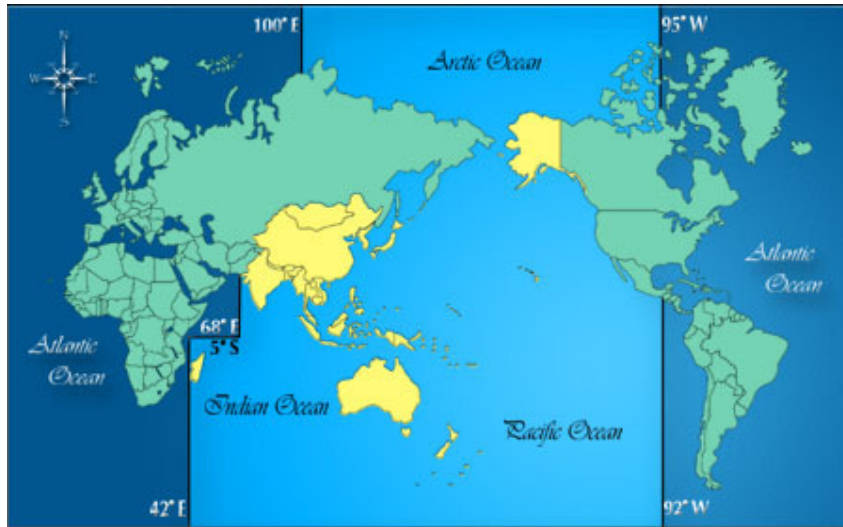 100° E
95° W
Arctic Ocean
N
W E
S
Atlantic
Ocean
68° E
5° S
Atlantic
Ocean
Indian Ocean
Pacific Ocean
42° E
92° W